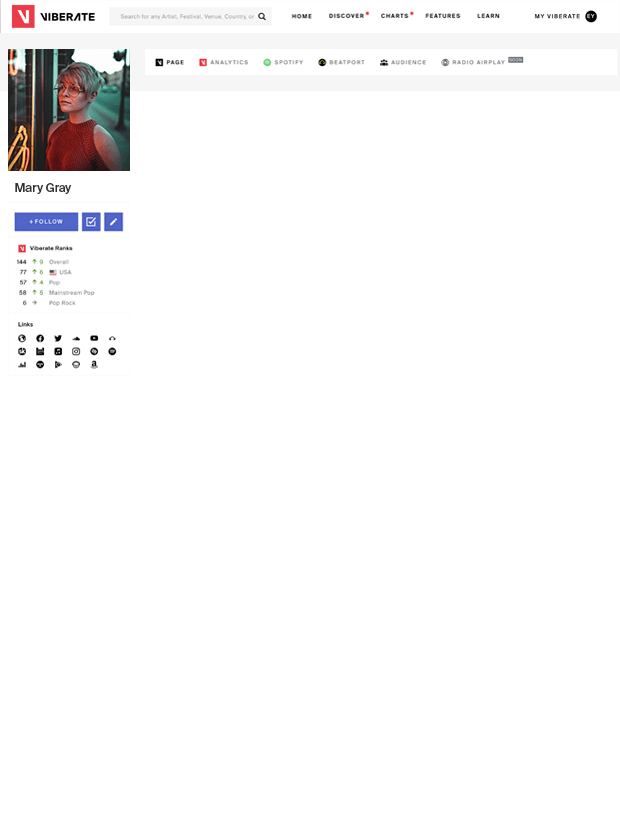 VIBERATE
Search for any Artist, Festival, Venue, Country, or
HOME DISCOVER CHARTS FEATURES LEARN
MY VIBERATE EY
PAGE ANALYTICS SPOTIFY BEATPORT AUDIENCE RADIO AIRPLAY SOON
Mary Gray
+ FOLLOW
Viberate Ranks
144 9 Overall
77 6 USA
57 4 Pop
58 5 Mainstream Pop
6 Pop Rock
Links